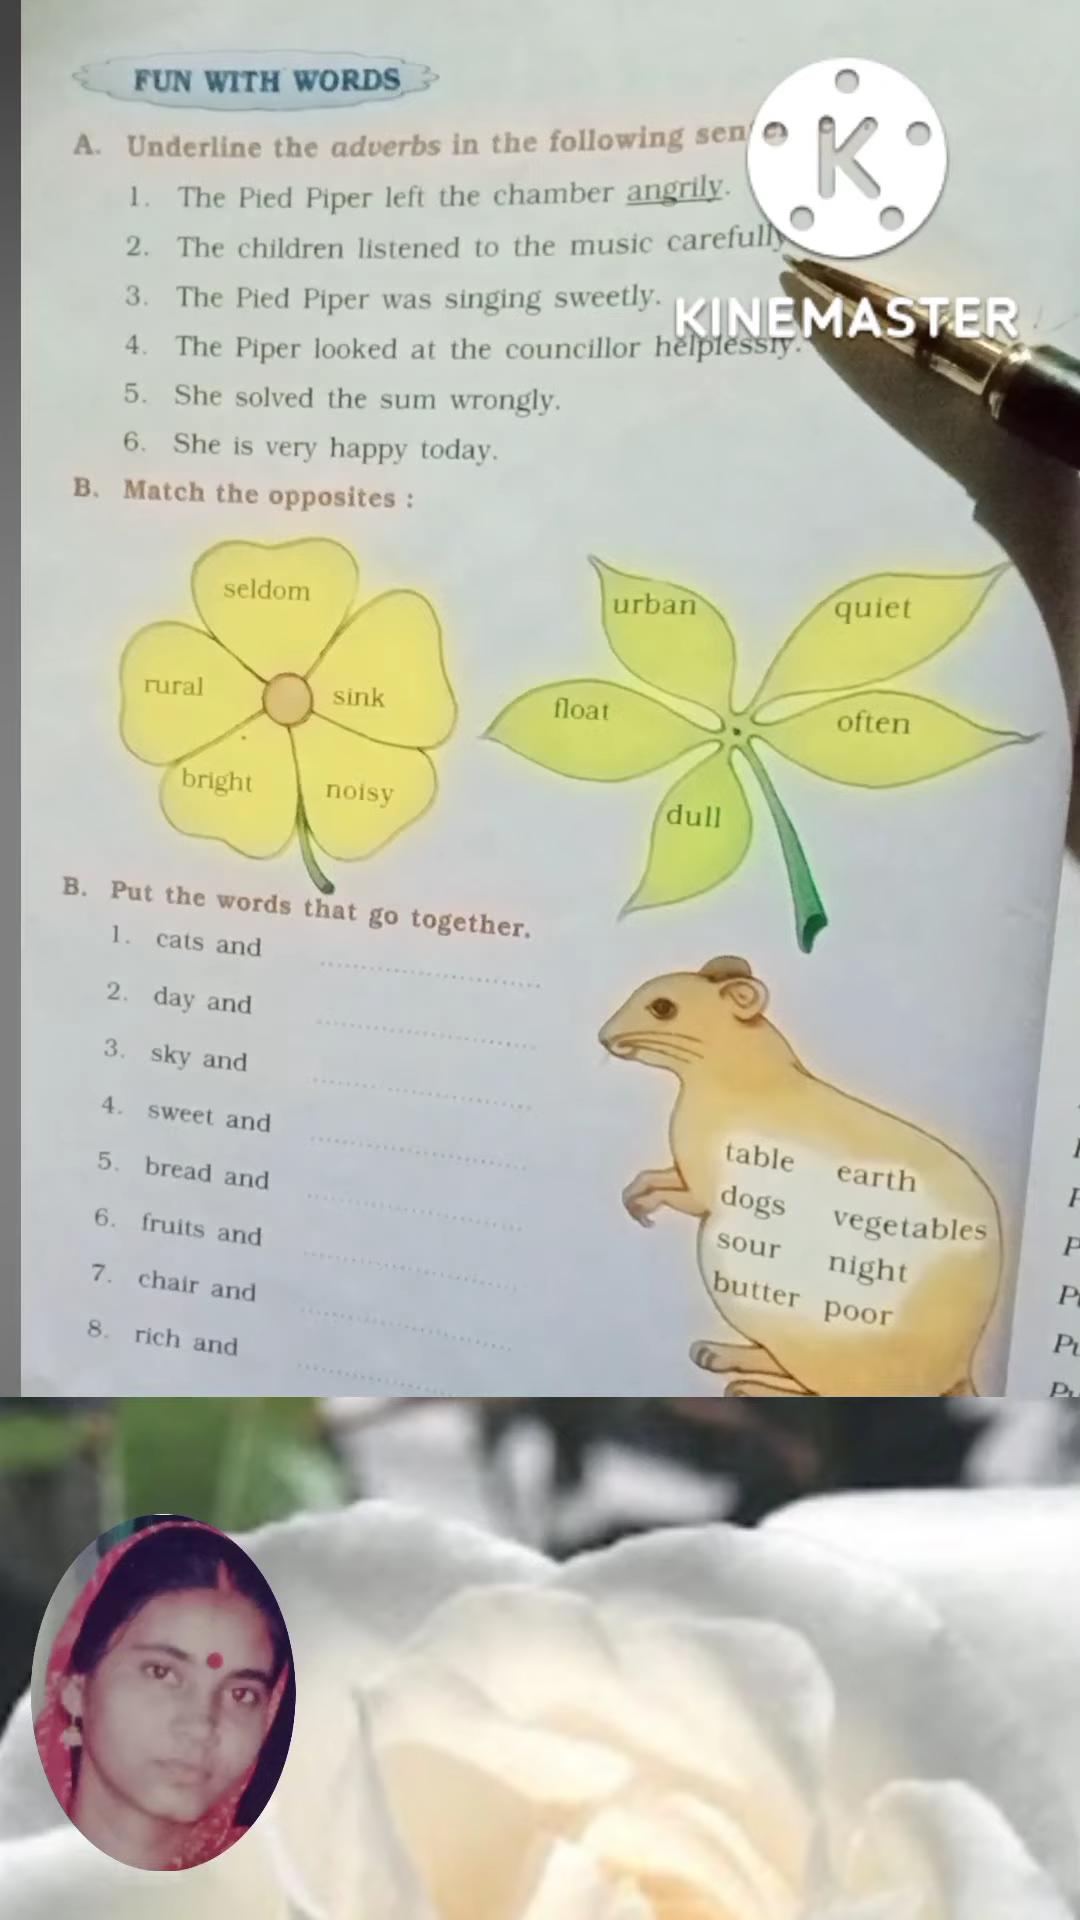 FUN WITH WORDS
A. Underline the adverbs in the following
1. The Pied Piper left the chamber angrily.
2. The children listened to the music carefully
3. The Pied Piper was singing sweetly.
4. The Piper looked at the councillor helplessly.
5. She solved the sum wrongly.
6. She is very happy today.
K
KINEMASTER
B. Match the opposites :
seldom
rural
sink
bright
noisy
urban
quiet
float
often
dull
B. Put the words that go together.
1. cats and
2. day and
3. sky and
4. sweet and
5. bread and
6. fruits and
7. chair and
8. rich and
table earth
dogs vegetables
sour night
butter poor